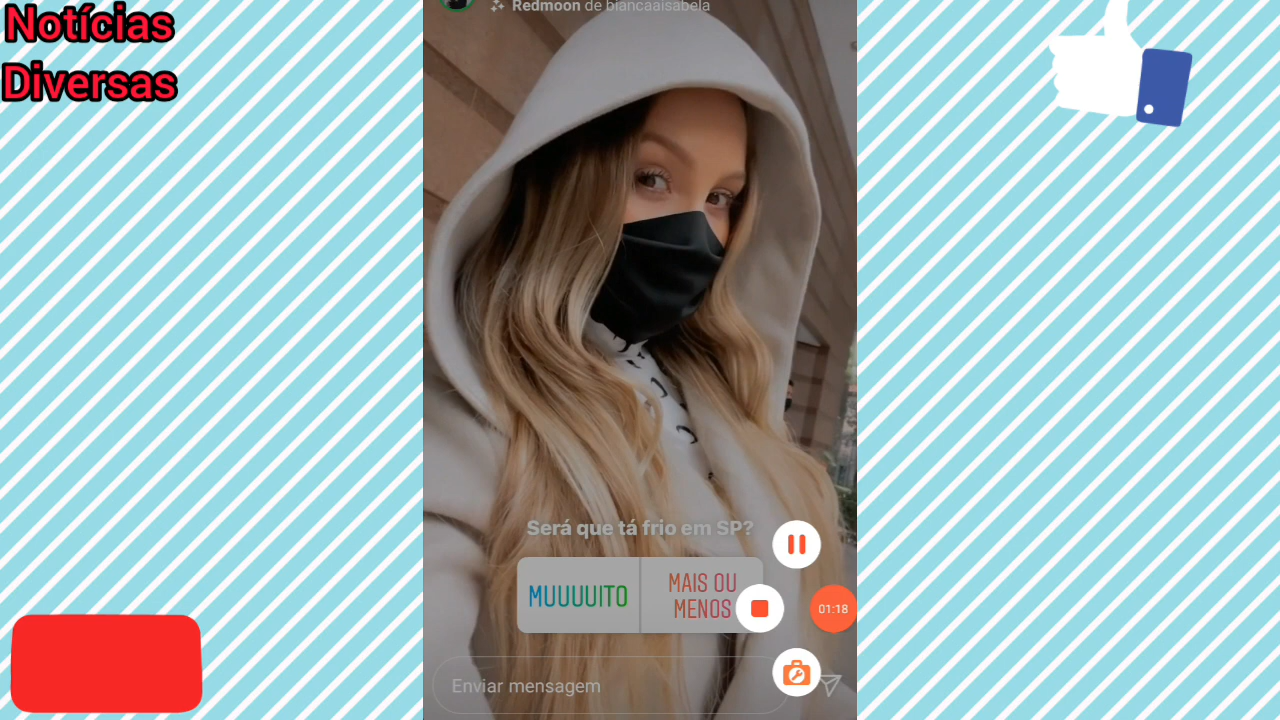 Notícias
Diversas
Redmoon de biancaaisabela
Será que tá frio em SP?
MUUUUITO
MAIS OU
MENOS
01:18
Enviar mensagem